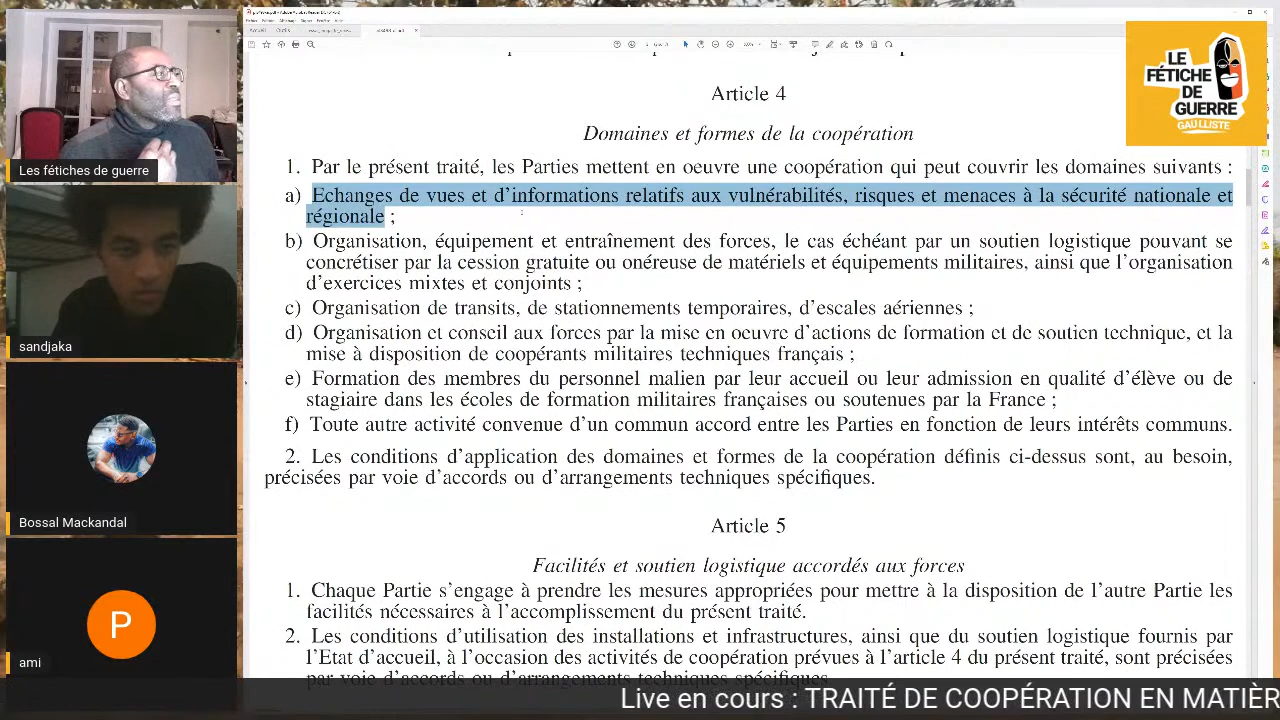 Article 4
Domaines et formes de la coopération
1. Par le présent traité, les Parties mettent en oeuvre une coopération qui peut couvrir les domaines suivants :
a) Echanges de vues et d'informations relatifs aux vulnérabilités, risques et menaces à la sécurité nationale et
régionale ;
b) Organisation, équipement et entraînement des forces, le cas échéant par un soutien logistique pouvant se
concrétiser par la cession gratuite ou onéreuse de matériels et équipements militaires, ainsi que l'organisation
d'exercices mixtes et conjoints ;
c) Organisation de transits, de stationnements temporaires, d'escales aériennes ;
d) Organisation et conseil aux forces par la mise en oeuvre d'actions de formation et de soutien technique, et la
mise à disposition de coopérants militaires techniques français ;
e) Formation des membres du personnel malien par leur accueil ou leur admission en qualité d'élève ou de
stagiaire dans les écoles de formation militaires françaises ou soutenues par la France ;
f) Toute autre activité convenue d'un commun accord entre les Parties en fonction de leurs intérêts communs.
2. Les conditions d'application des domaines et formes de la coopération définis ci-dessus sont, au besoin,
précisées par voie d'accords ou d'arrangements techniques spécifiques.
Article 5
Facilités et soutien logistique accordés aux forces
1. Chaque Partie s'engage à prendre les mesures appropriées pour mettre à la disposition de l'autre Partie les
facilités nécessaires à l'accomplissement du présent traité.
2. Les conditions d'utilisation des installations et infrastructures, ainsi que du soutien logistique fournis par
l'Etat d'accueil, à l'occasion des activités de coopération prévues à l'article 4 du présent traité, sont précisées
par voie d'accords ou d'arrangements techniques spécifiques
LE
FÉTICHE
DE
GUERRE
GAULLISTE
Les fétiches de guerre
sandjaka
Bossal Mackandal
P
ami
Live en cours : TRAITÉ DE COOPÉRATION EN MATIÈR